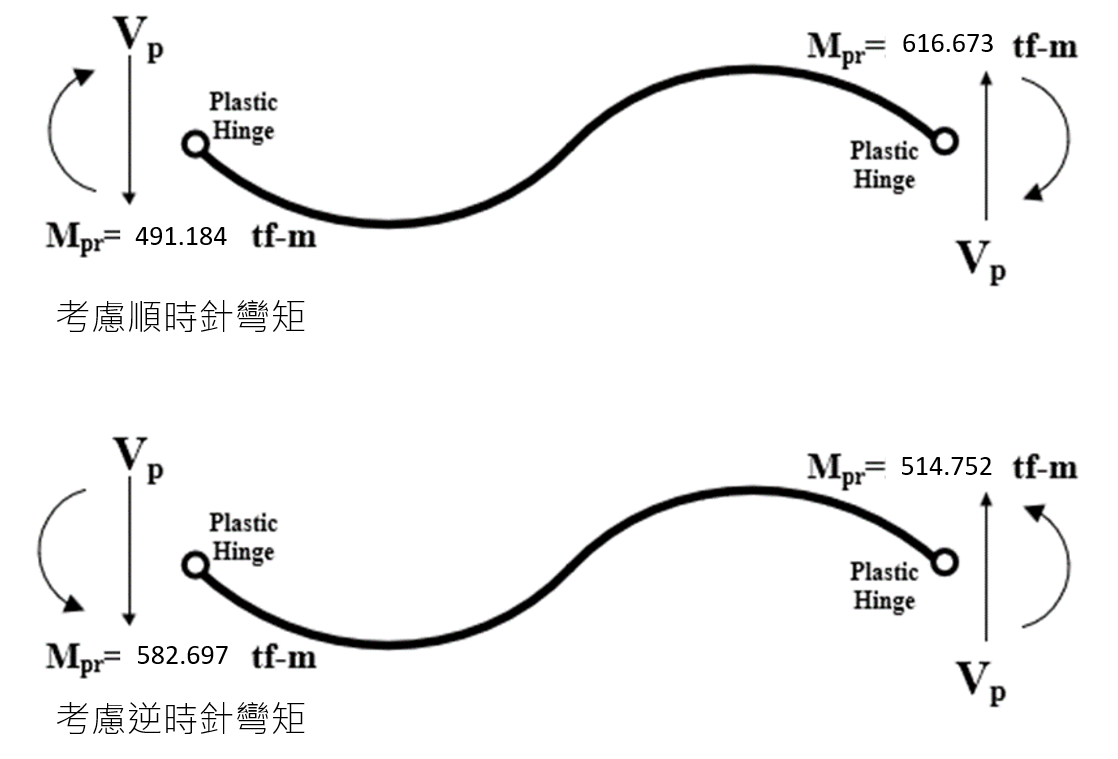 Vp
Mpr= 616.673 tf-m
Plastic
Hinge
Plastic
Hinge
Mpr= 491.184 tf-m
Vp
考慮順時針彎矩
Vp
Mpr= 514.752 tf-m
Plastic
Hinge
Plastic
Hinge
Mpr= 582.697 tf-m
Vp
考慮逆時針彎矩